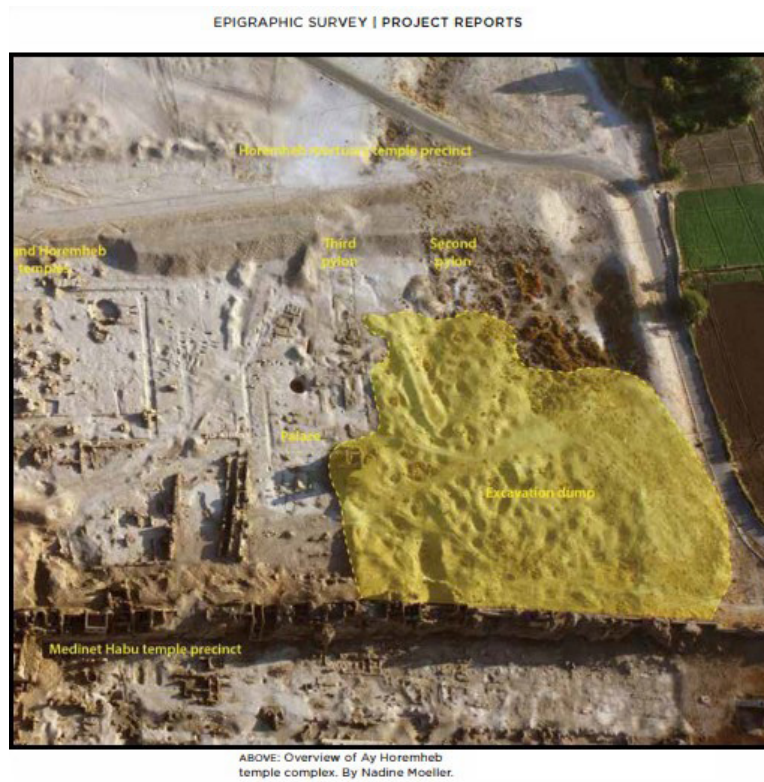 EPIGRAPHIC SURVEY | PROJECT REPORTS
Horemheb mortuary temple precinct
and Horemheb
temples
Third
pylon
Second
pylon
Palace
Excavation dump
Medinet Habu temple precinct
ABOVE: Overview of Ay Horemheb
temple complex. By Nadine Moeller.